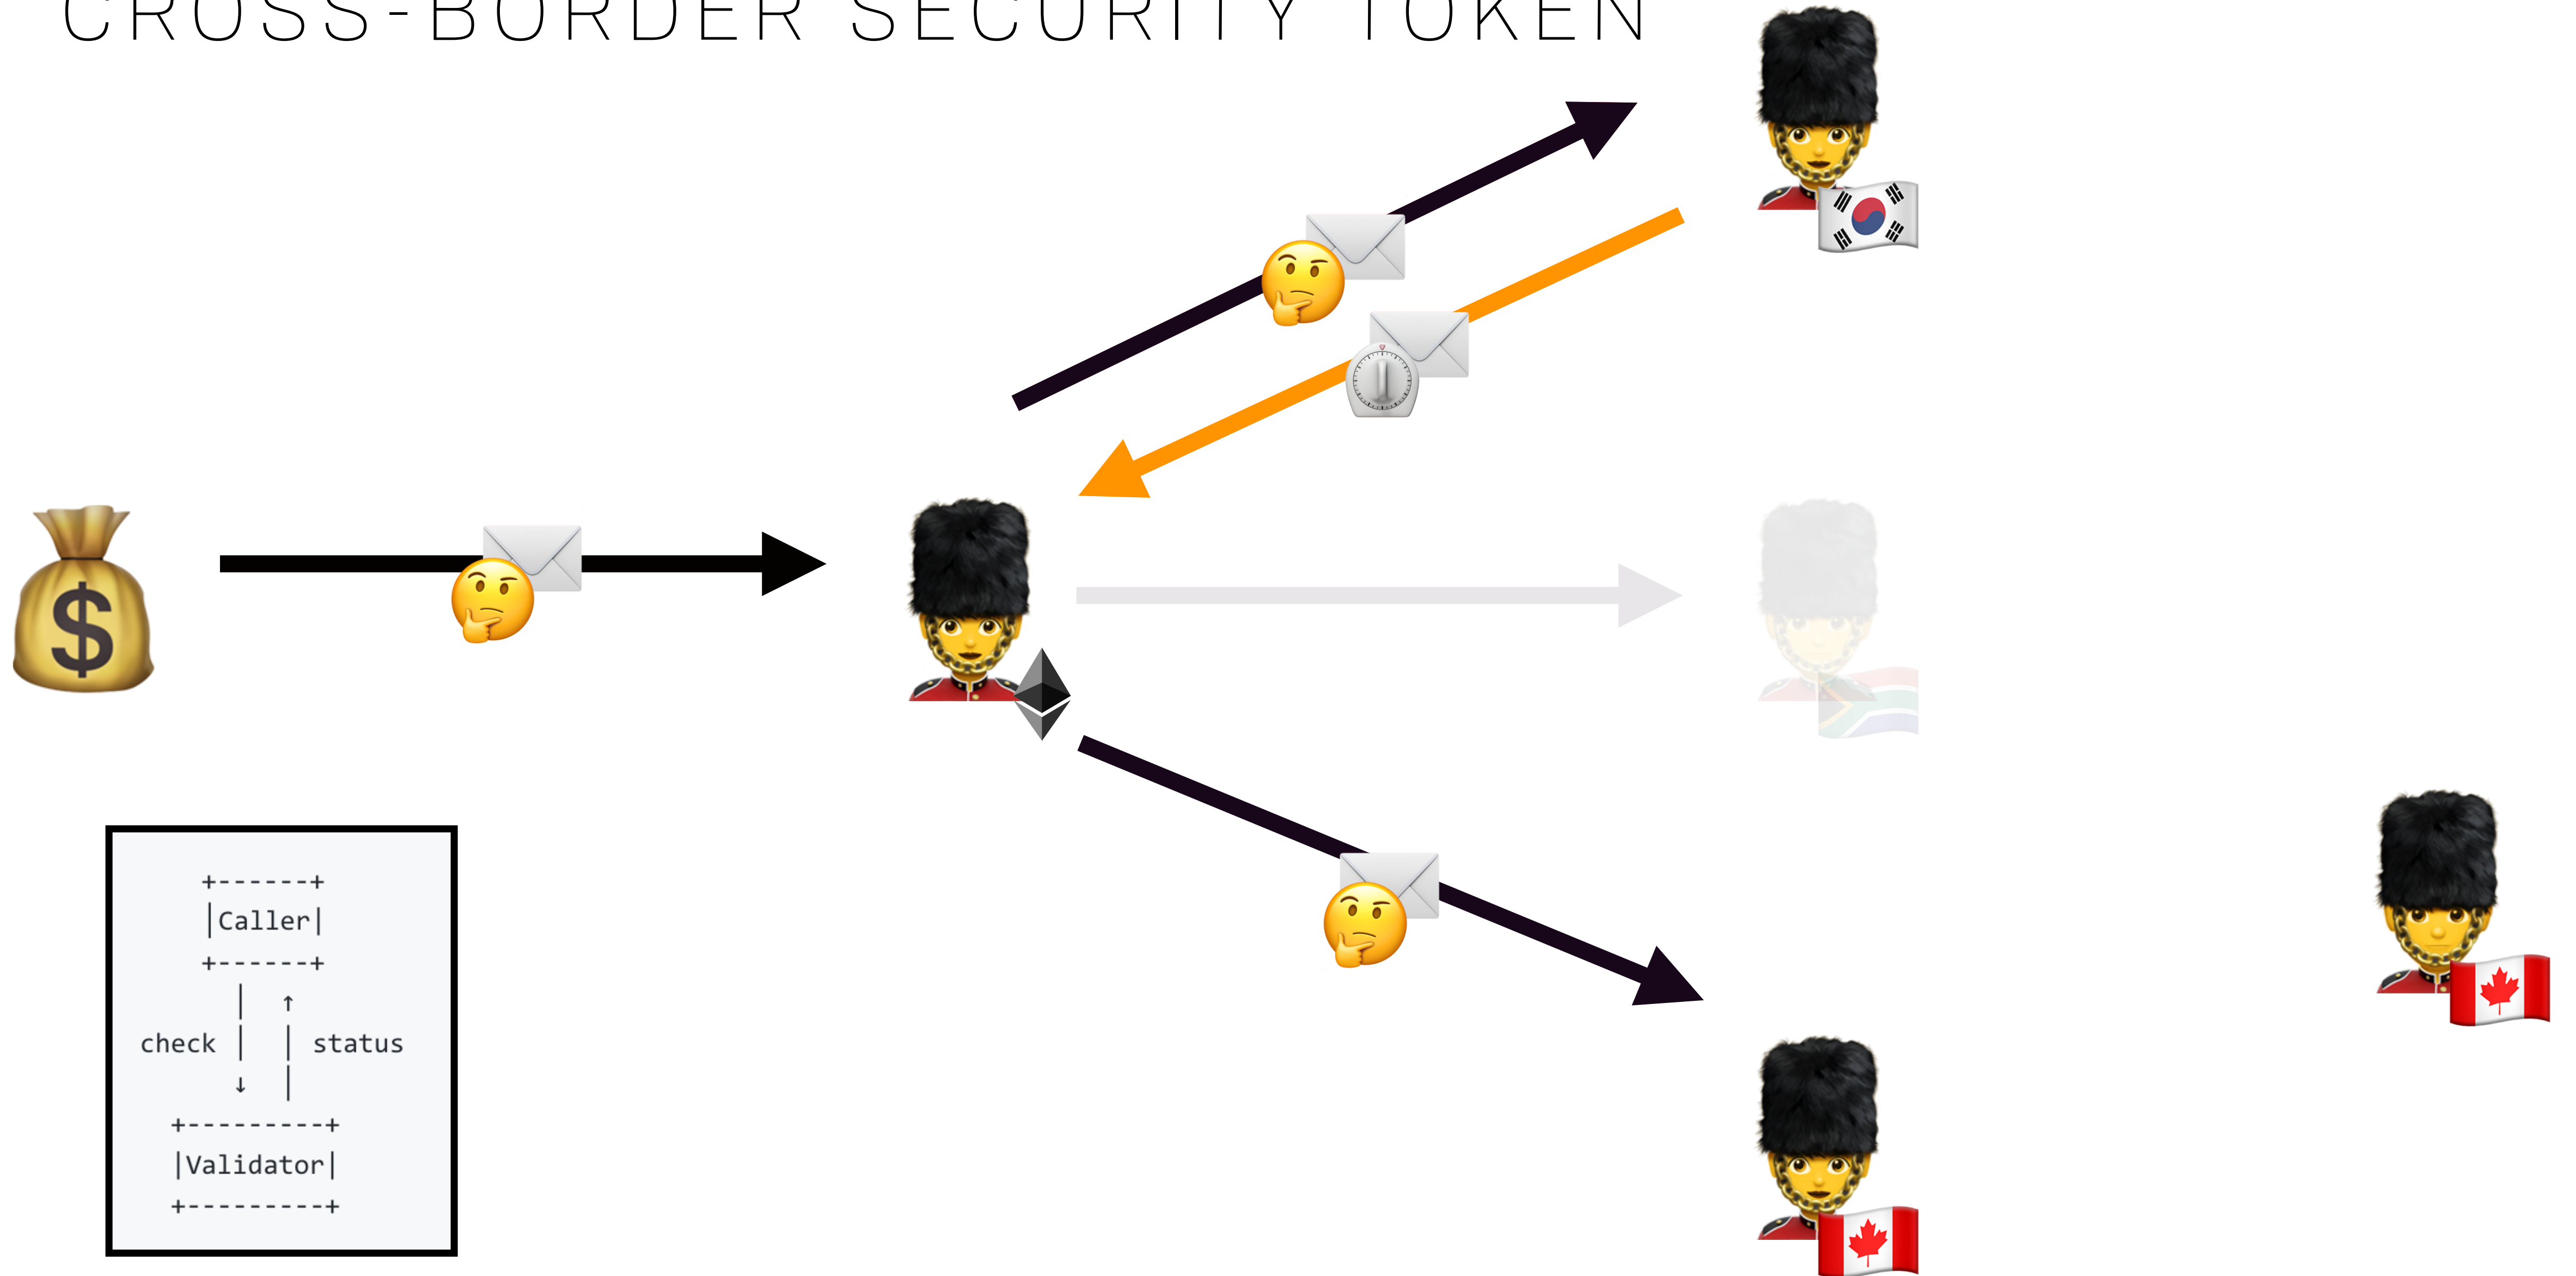 CROSS-BORDER SECURITY TOKEN
$
+------+
|Caller|
+------+
| ↑
check | | status
↓ |
+---------+
|Validator|
+---------+